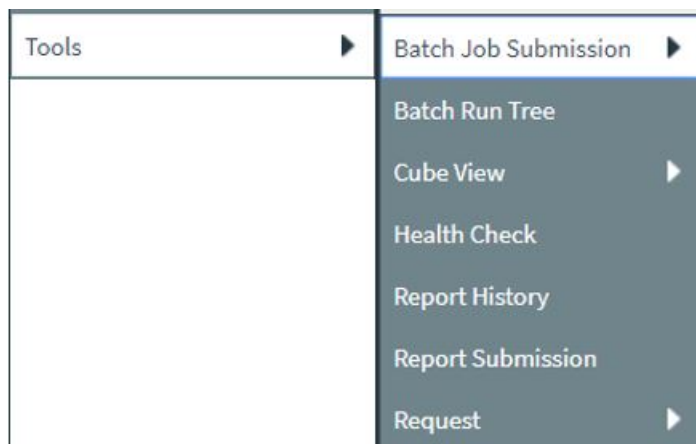 Tools
Batch Job Submission
Batch Run Tree
Cube View
Health Check
Report History
Report Submission
Request